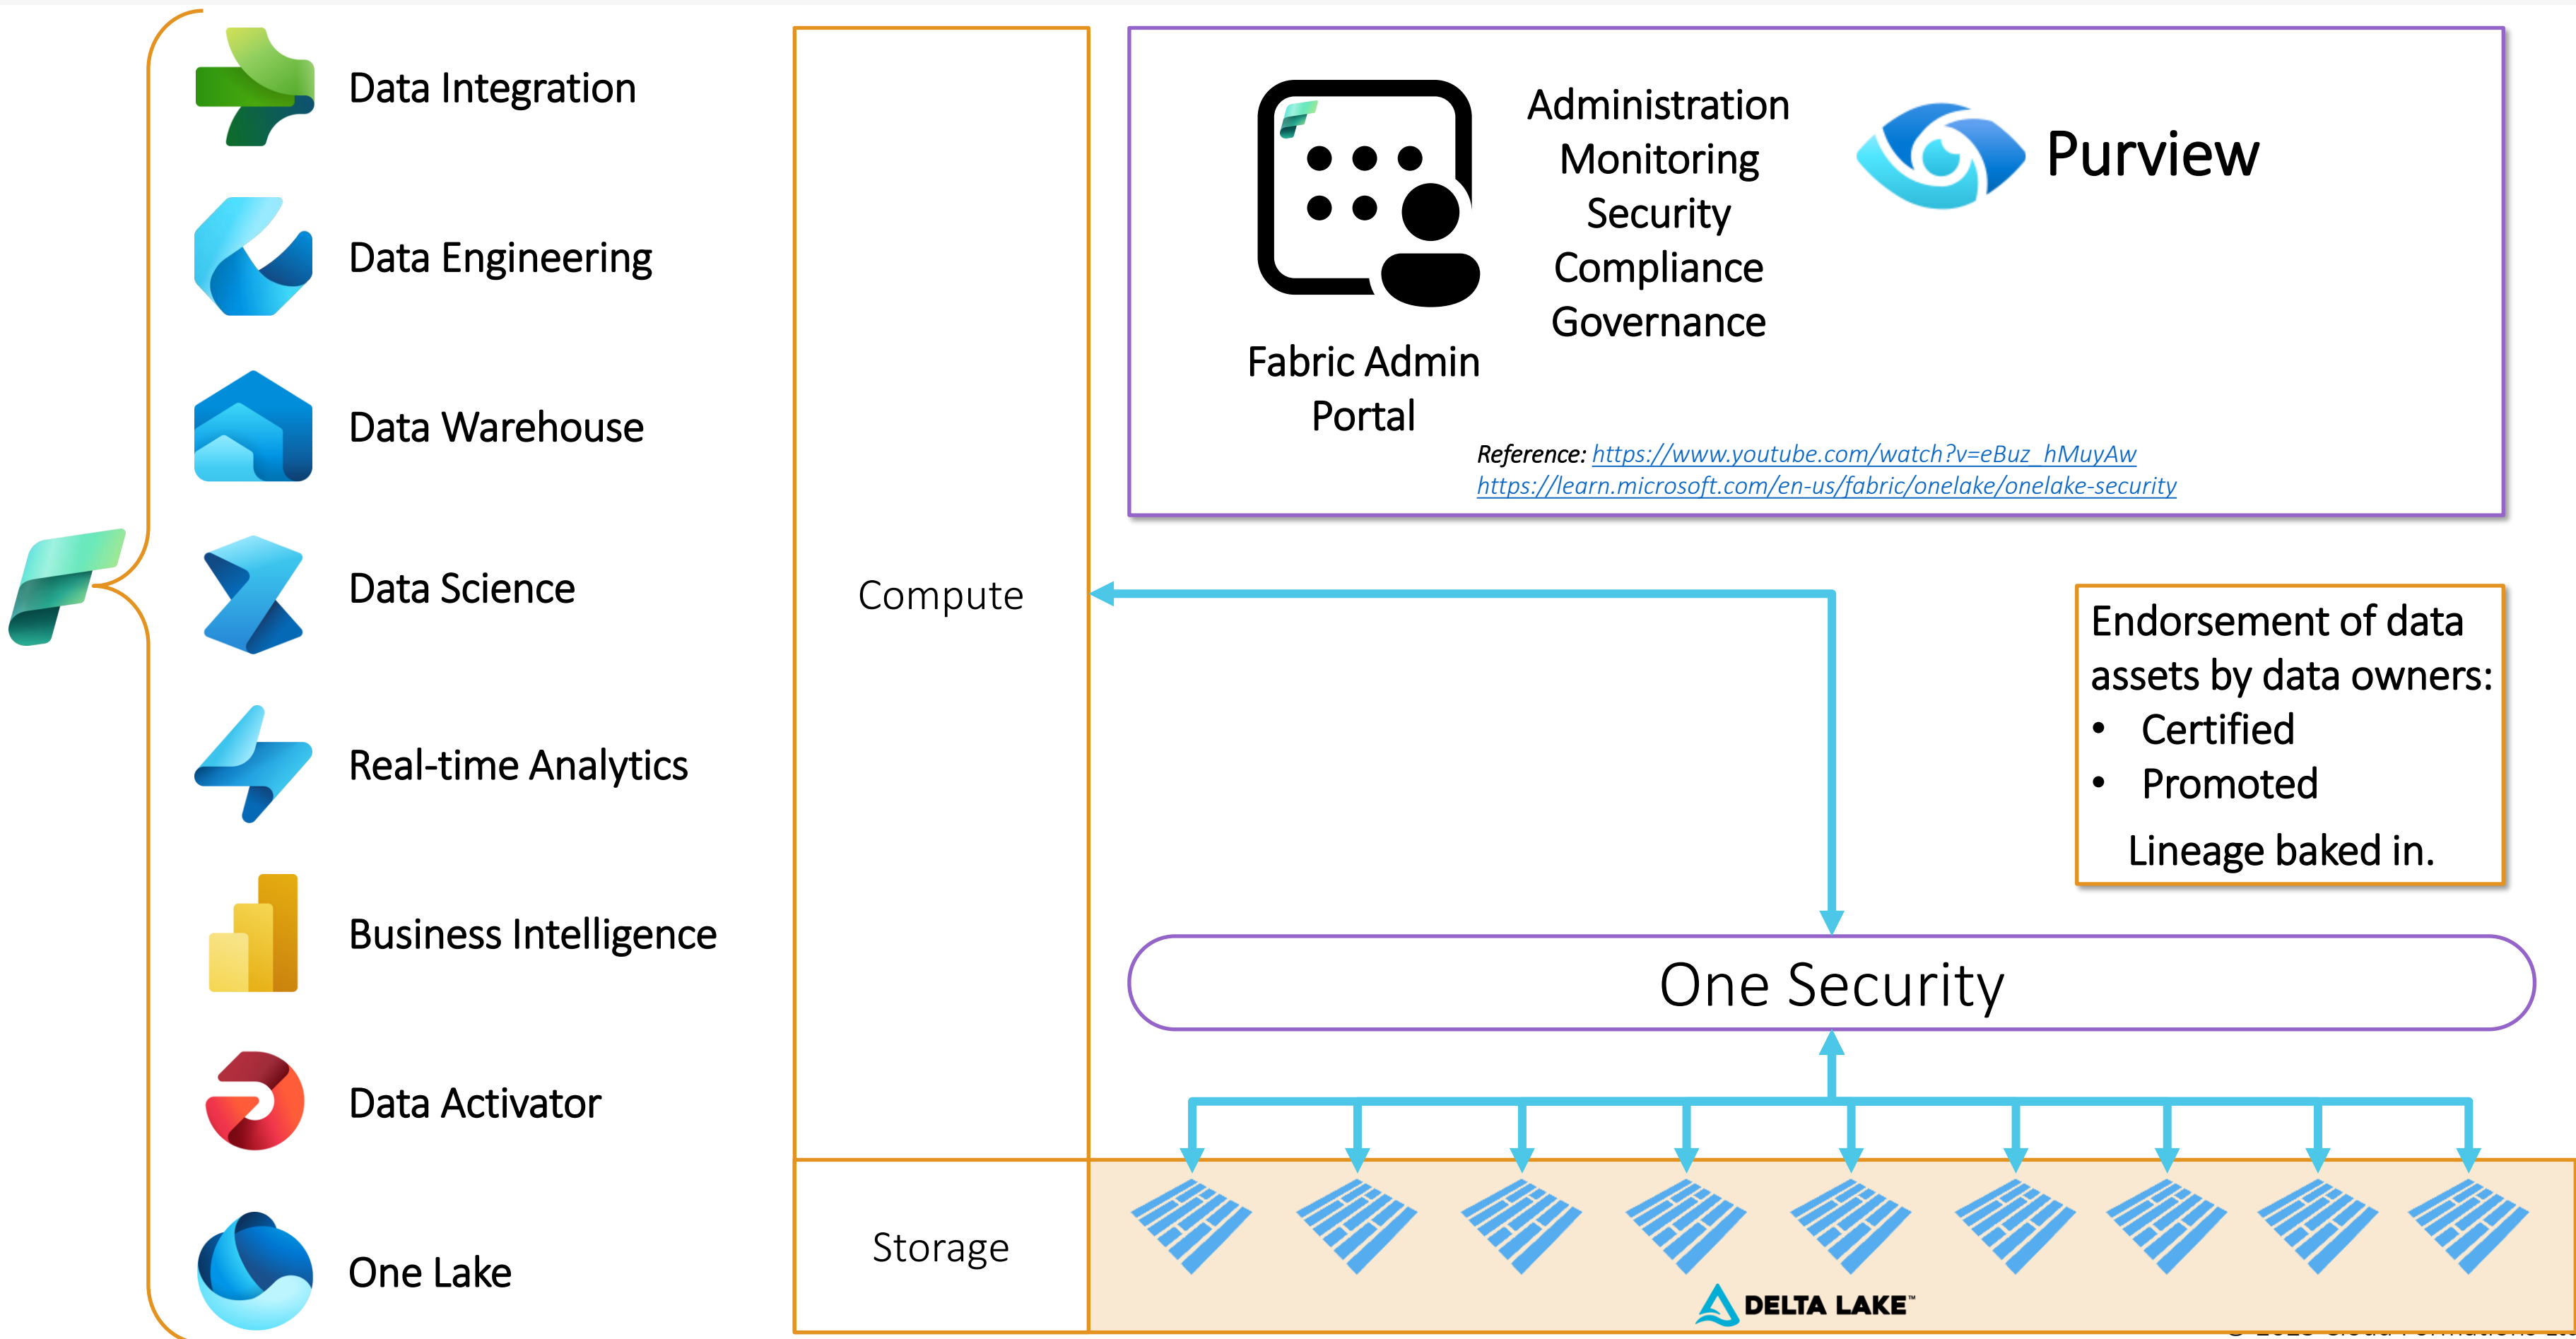 Data Integration
Data Engineering
Data Warehouse
Data Science
Real-time Analytics
Business Intelligence
Data Activator
One Lake
Compute
Storage
Fabric Admin
Portal
Administration
Monitoring
Security
Compliance
Governance
Purview
Reference: https://www.youtube.com/watch?v=eBuz_hMuyAw
https://learn.microsoft.com/en-us/fabric/onelake/onelake-security
Endorsement of data
assets by data owners:
• Certified
• Promoted
Lineage baked in.
One Security
DELTA LAKE™